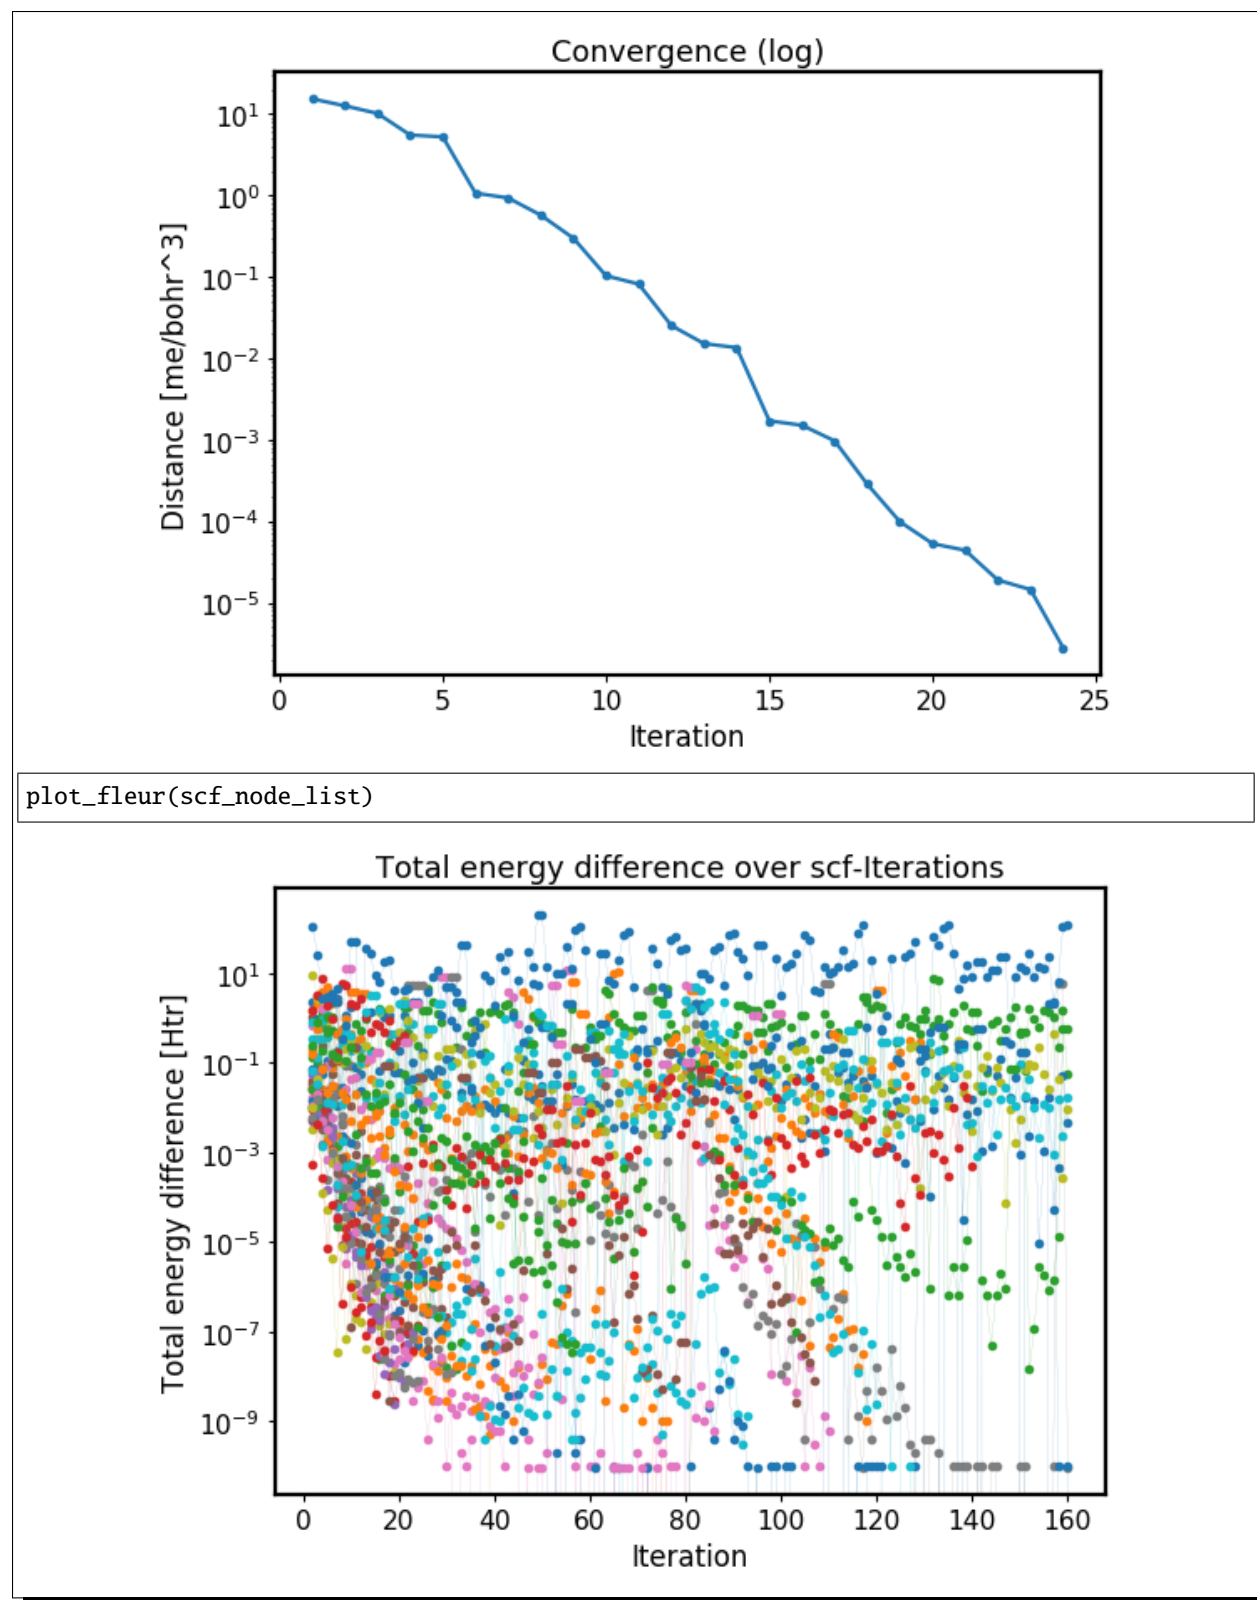 Convergence (log)
10^1
10^0
10^−1
10^−2
10^−3
10^−4
10^−5
Distance [me/bohr^3]
0 5 10 15 20 25
Iteration
plot_fleur(scf_node_list)
Total energy difference over scf-Iterations
10^1
10^−1
10^−3
10^−5
10^−7
10^−9
Total energy difference [Htr]
0 20 40 60 80 100 120 140 160
Iteration